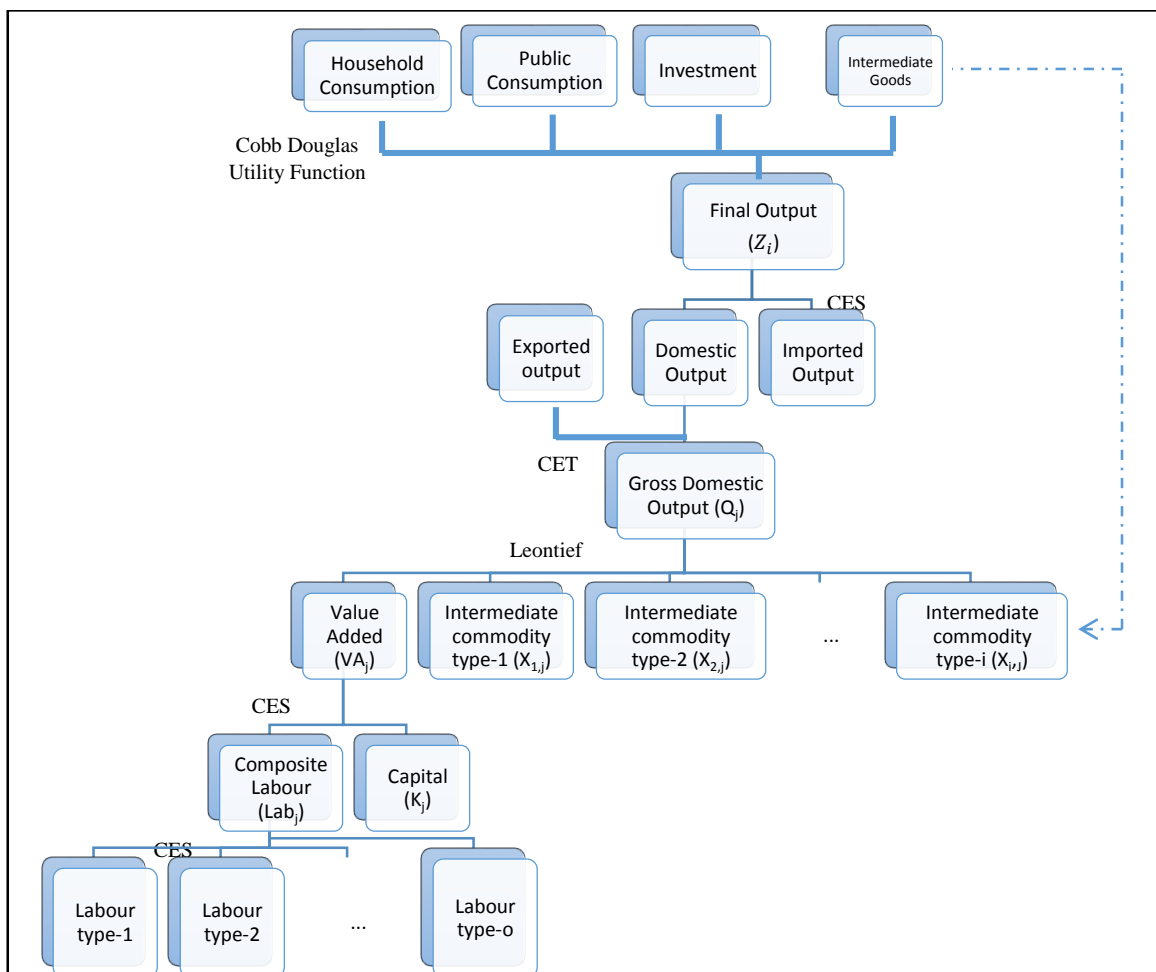 Household
Consumption
Public
Consumption
Investment
Intermediate
Goods
Cobb Douglas
Utility Function
Final Output
(Z_i)
CES
Exported
output
Domestic
Output
Imported
Output
CET
Gross Domestic
Output (Q_j)
Leontief
Value
Added
(VA_j)
Intermediate
commodity
type-1 (X_1,j)
Intermediate
commodity
type-2 (X_2,j)
...
Intermediate
commodity
type-i (X_i,J)
CES
Composite
Labour
(Lab_j)
Capital
(K_j)
CES
Labour
type-1
Labour
type-2
...
Labour
type-o